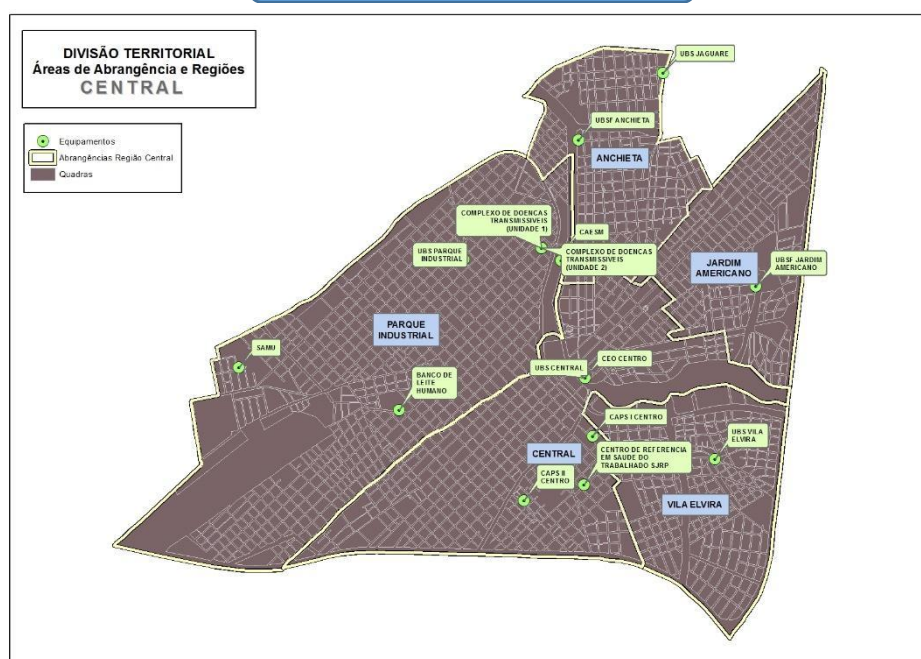 DIVISÃO TERRITORIAL
Áreas de Abrangência e Regiões
CENTRAL
Equipamentos
Abrangências Região Central
Quadras
UBS JAGUARE
UBSF ANCHIETA
ANCHIETA
COMPLEXO DE DOENCAS
TRANSMISSIVEIS
(UNIDADE 1)
CAESM
UBS PARQUE
INDUSTRIAL
COMPLEXO DE DOENCAS
TRANSMISSIVEIS
(UNIDADE 2)
JARDIM
AMERICANO
UBSF JARDIM
AMERICANO
PARQUE
INDUSTRIAL
SAMU
CEO CENTRO
UBS CENTRAL
BANCO DE
LEITE
HUMANO
CAPS I CENTRO
UBS VILA
ELVIRA
CENTRAL
CENTRO DE REFERENCIA
EM SAUDE DO
TRABALHADO SJRP
CAPS II
CENTRO
VILA ELVIRA